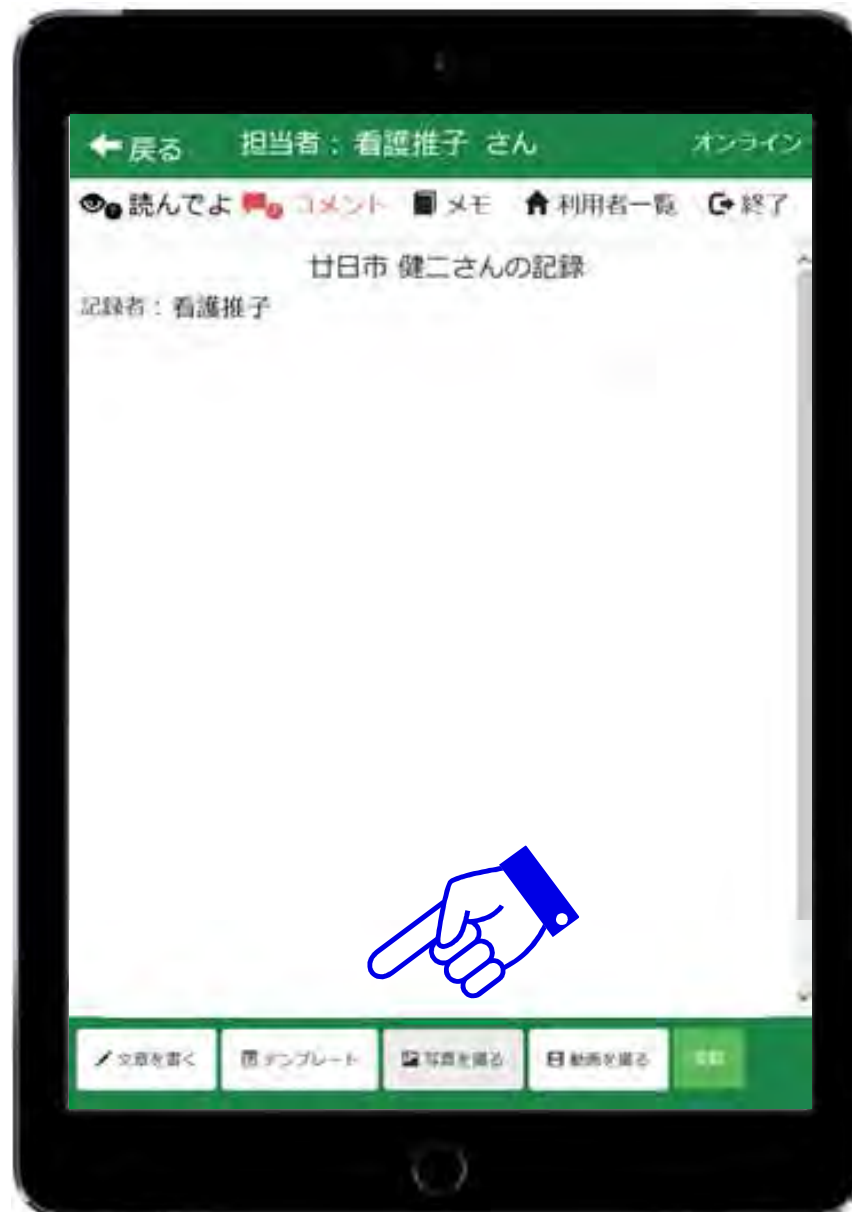 戻る 担当者：看護推子 さん オンライン
読んでよ コメント メモ 利用者一覧 終了
廿日市 健二さんの記録
記録者：看護推子
文章を書く テンプレート 写真を撮る 動画を撮る